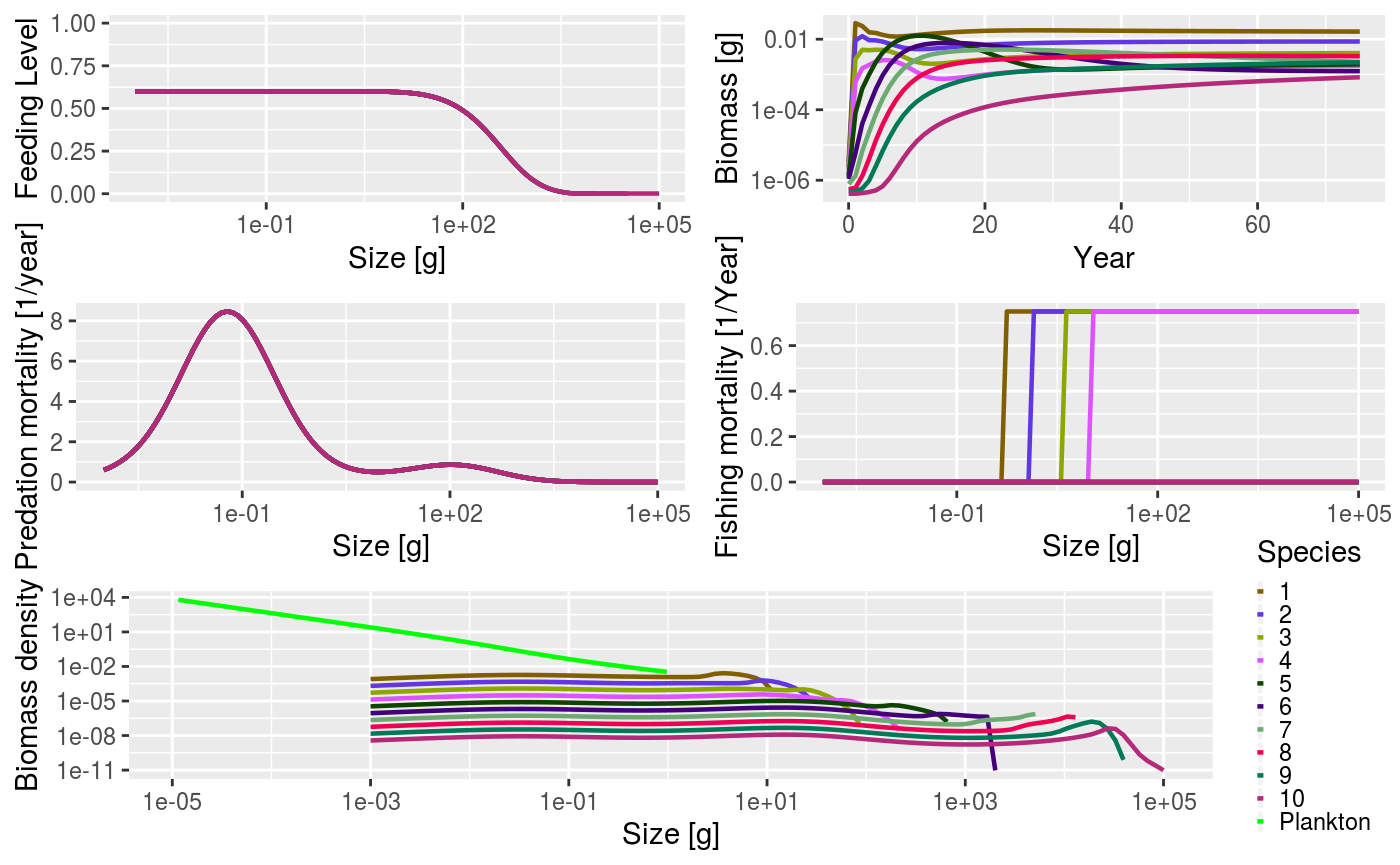 Feeding Level
1.00
0.75
0.50
0.25
0.00
1e-01
1e+02
1e+05
Size [g]
Biomass [g]
0.01
1e-04
1e-06
0
20
40
60
Year
Predation mortality [1/year]
8
6
4
2
0
1e-01
1e+02
1e+05
Size [g]
Fishing mortality [1/Year]
0.6
0.4
0.2
0.0
1e-01
1e+02
1e+05
Size [g]
Biomass density
1e+04
1e+01
1e-02
1e-05
1e-08
1e-11
1e-05
1e-03
1e-01
1e+01
1e+03
1e+05
Size [g]
Species
1
2
3
4
5
6
7
8
9
10
Plankton